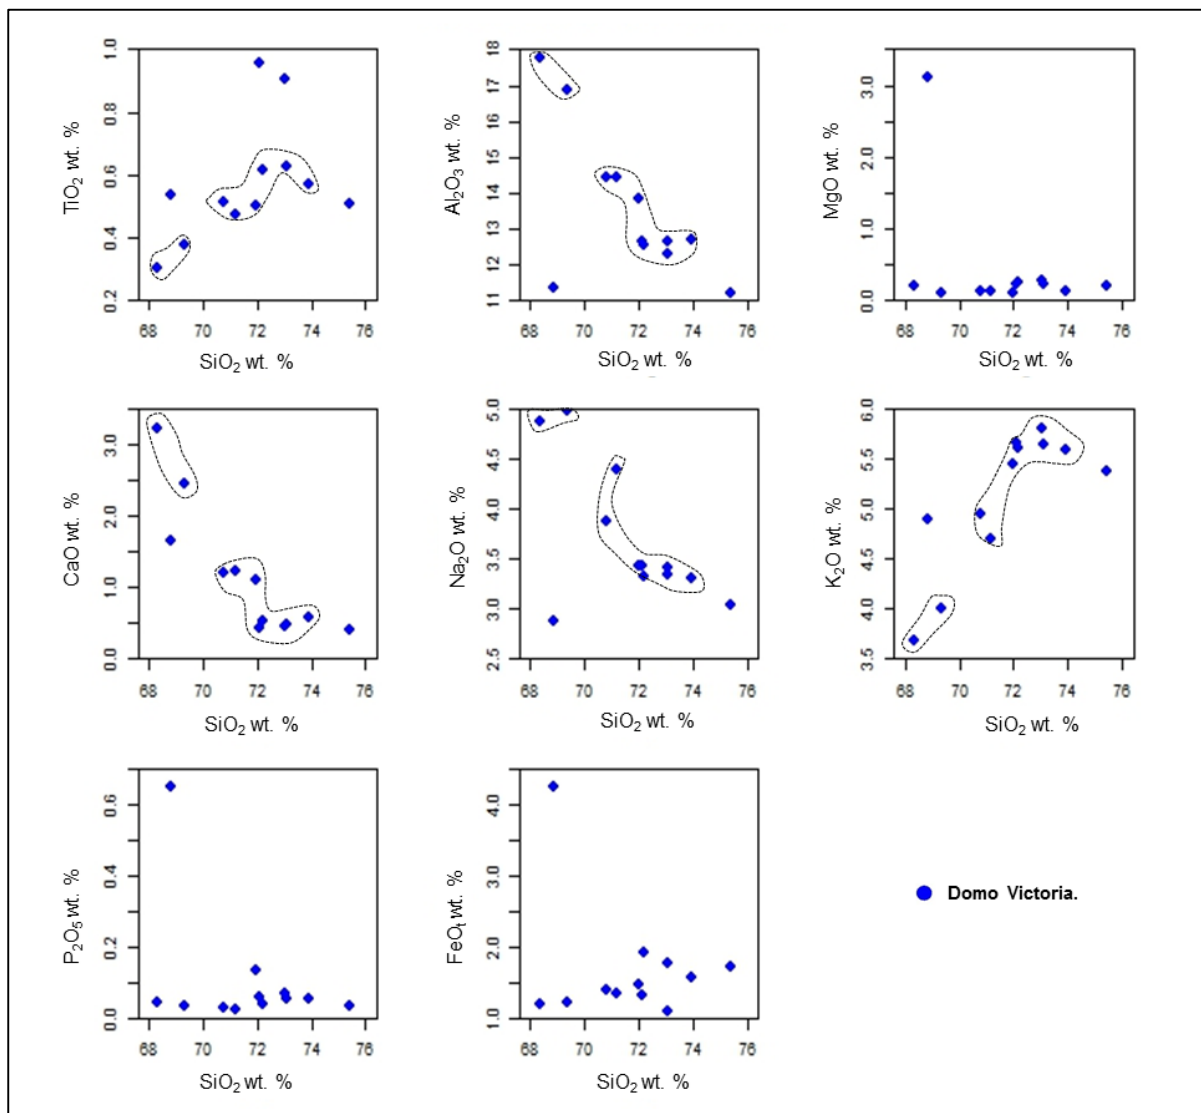 TiO₂ wt. %
1.0
0.8
0.6
0.4
0.2
68 70 72 74 76
SiO₂ wt. %
Al₂O₃ wt. %
18
17
16
15
14
13
12
11
68 70 72 74 76
SiO₂ wt. %
MgO wt. %
3.0
2.0
1.0
0.0
68 70 72 74 76
SiO₂ wt. %
CaO wt. %
3.0
2.0
1.0
0.0
68 70 72 74 76
SiO₂ wt. %
Na₂O wt. %
5.0
4.5
4.0
3.5
3.0
2.5
68 70 72 74 76
SiO₂ wt. %
K₂O wt. %
6.0
5.5
5.0
4.5
4.0
3.5
68 70 72 74 76
SiO₂ wt. %
P₂O₅ wt. %
0.6
0.4
0.2
0.0
68 70 72 74 76
SiO₂ wt. %
FeOₜ wt. %
4.0
3.0
2.0
1.0
68 70 72 74 76
SiO₂ wt. %
Domo Victoria.